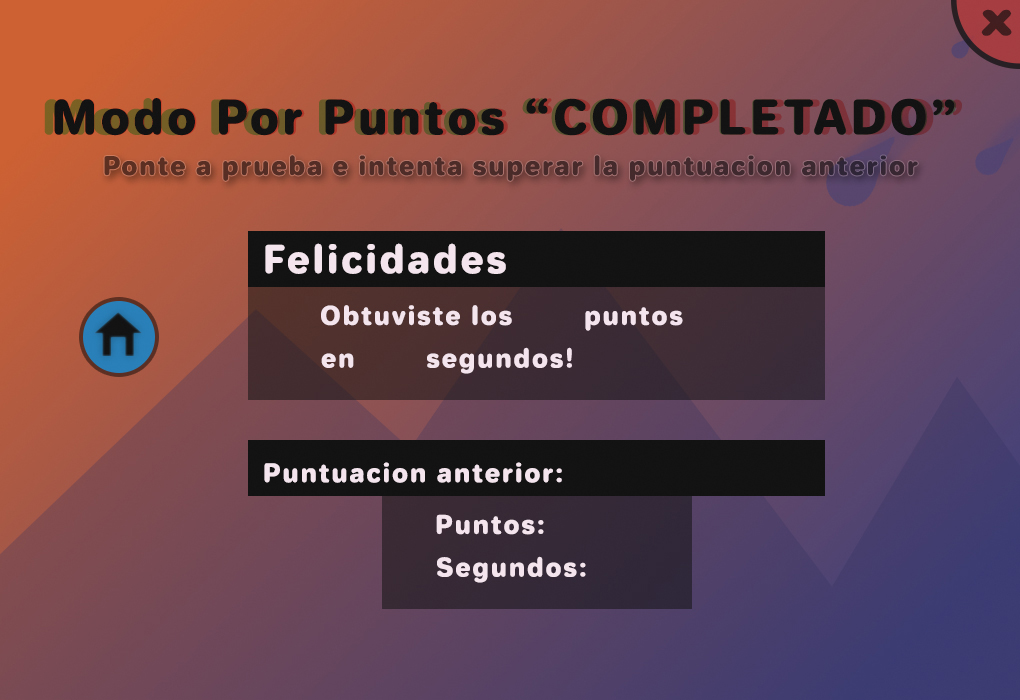 Modo Por Puntos “COMPLETADO”
Ponte a prueba e intenta superar la puntuacion anterior
Felicidades
Obtuviste los puntos
en segundos!
Puntuacion anterior:
Puntos:
Segundos: